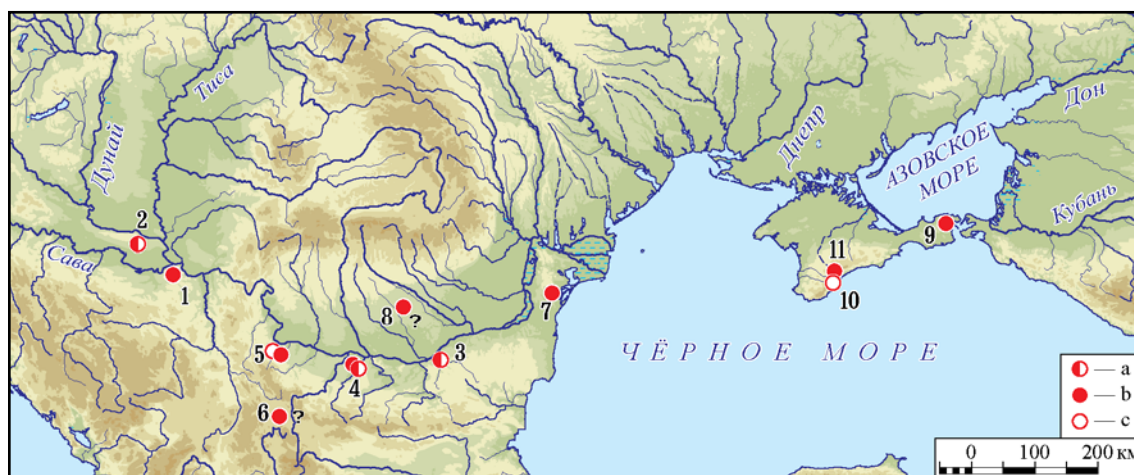 Тиса
Дунай
2
Сава
1
Днепр
АЗОВСКОЕ
МОРЕ
Дон
Кубань
9
11
10
7
8 ?
5
4
3
6 ?
ЧЁРНОЕ МОРЕ
a
b
c
0 100 200 км